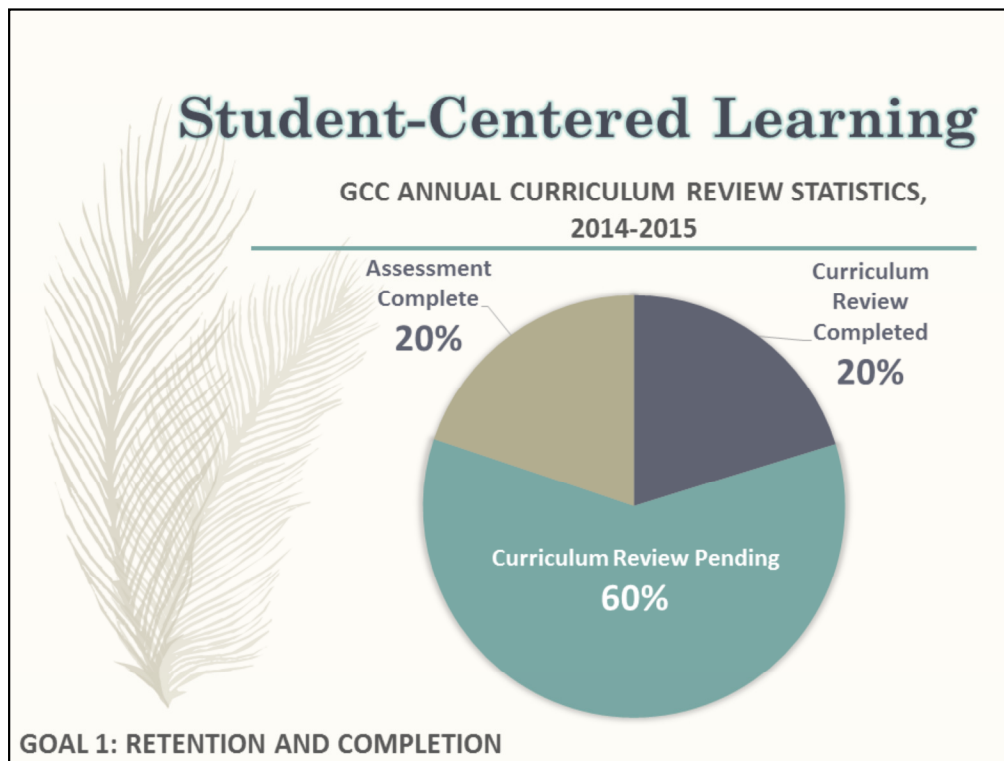 Student-Centered Learning
GCC ANNUAL CURRICULUM REVIEW STATISTICS,
2014-2015
Assessment
Complete
20%
Curriculum
Review
Completed
20%
Curriculum Review Pending
60%
GOAL 1: RETENTION AND COMPLETION